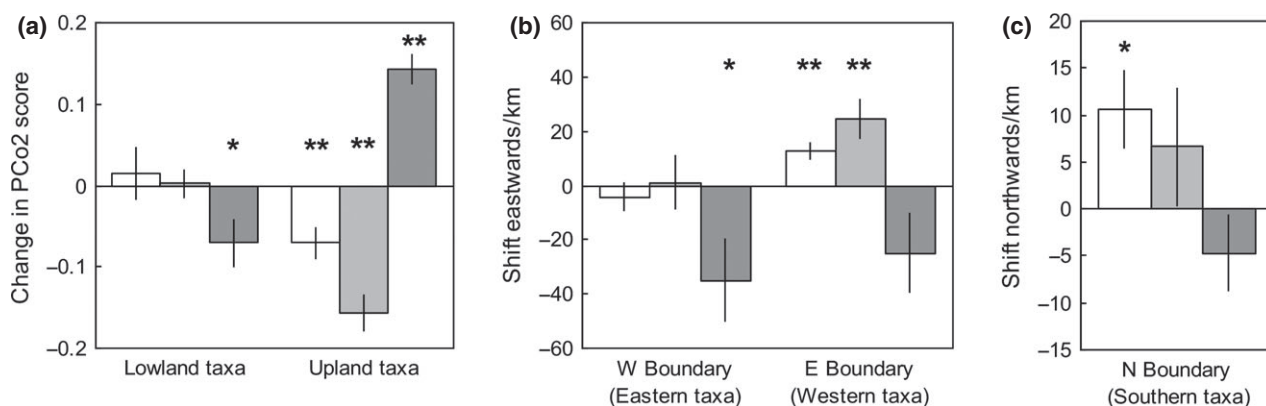 (a)
Change in PCo2 score
0.2
0.1
0
–0.1
–0.2
*
**
**
**
Lowland taxa
Upland taxa
(b)
Shift eastwards/km
60
40
20
0
–20
–40
–60
*
**
**
W Boundary
(Eastern taxa)
E Boundary
(Western taxa)
(c)
Shift northwards/km
20
15
10
5
0
–5
–10
15
*
N Boundary
(Southern taxa)